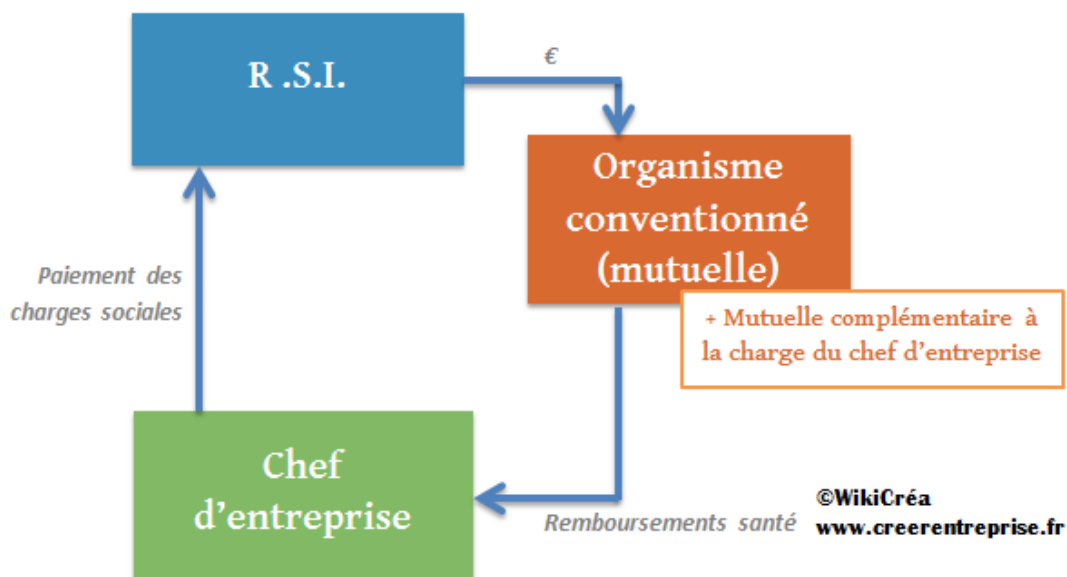 R .S.I.
€
Organisme
conventionné
(mutuelle)
+ Mutuelle complémentaire à
la charge du chef d'entreprise
Paiement des
charges sociales
Chef
d'entreprise
Remboursements santé
©WikiCréa
www.creerentreprise.fr